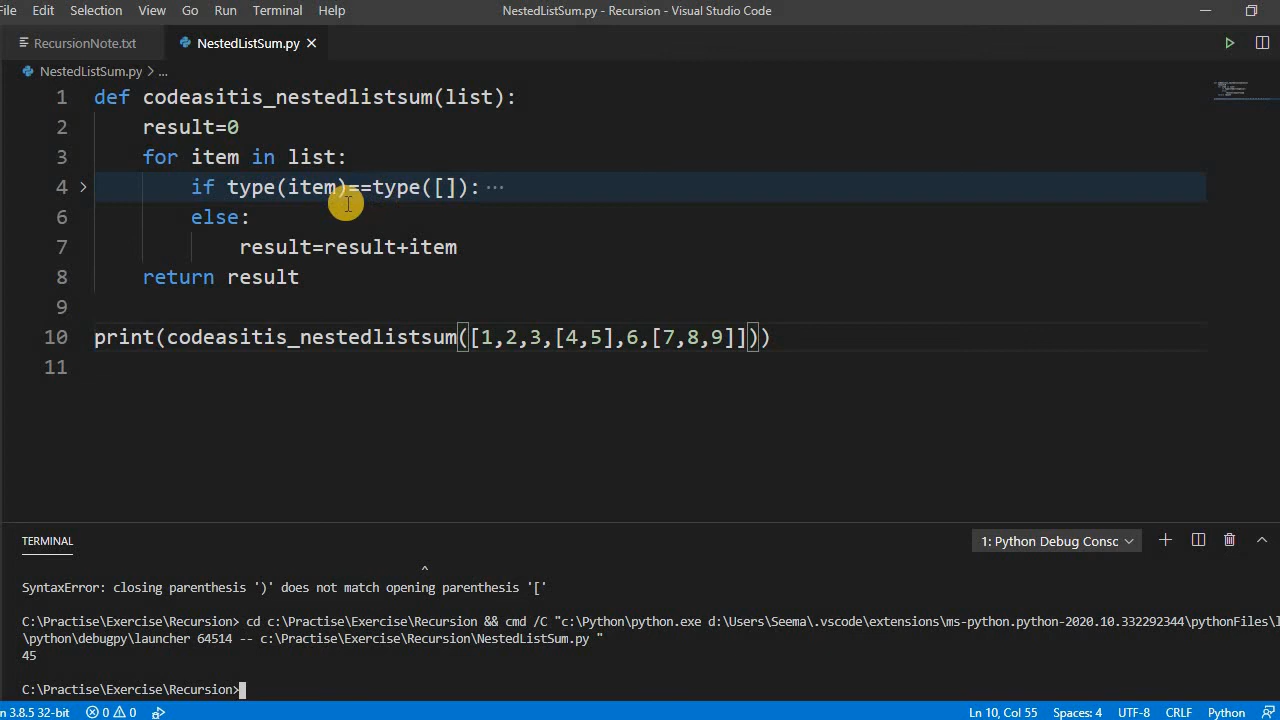 File Edit Selection View Go Run Terminal Help NestedListSum.py - Recursion - Visual Studio Code
RecursionNote.txt NestedListSum.py
NestedListSum.py > ...
1 def codeasitis_nestedlistsum(list):
2 result=0
3 for item in list:
4 if type(item)==type([]): ···
6 else:
7 result=result+item
8 return result
9
10 print(codeasitis_nestedlistsum([1,2,3,[4,5],6,[7,8,9]]))
11
TERMINAL 1: Python Debug Consc
^
SyntaxError: closing parenthesis ')' does not match opening parenthesis '['
C:\Practise\Exercise\Recursion> cd c:\Practise\Exercise\Recursion && cmd /C "c:\Python\python.exe d:\Users\Seema\.vscode\extensions\ms-python.python-2020.10.332292344\pythonFiles\l
\python\debugpy\launcher 64514 -- c:\Practise\Exercise\Recursion\NestedListSum.py "
45
C:\Practise\Exercise\Recursion>
n 3.8.5 32-bit 0 0 Ln 10, Col 55 Spaces: 4 UTF-8 CRLF Python